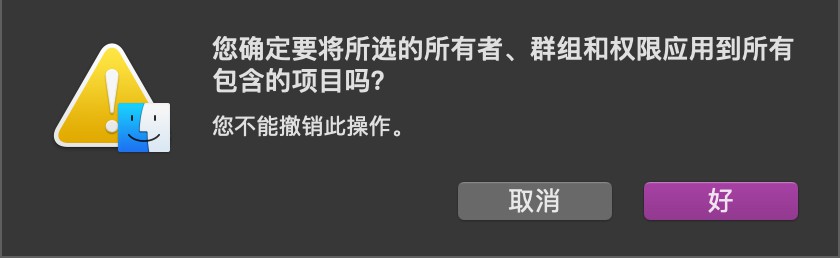 您确定要将所选的所有者、群组和权限应用到所有
包含的项目吗？
您不能撤销此操作。
取消
好